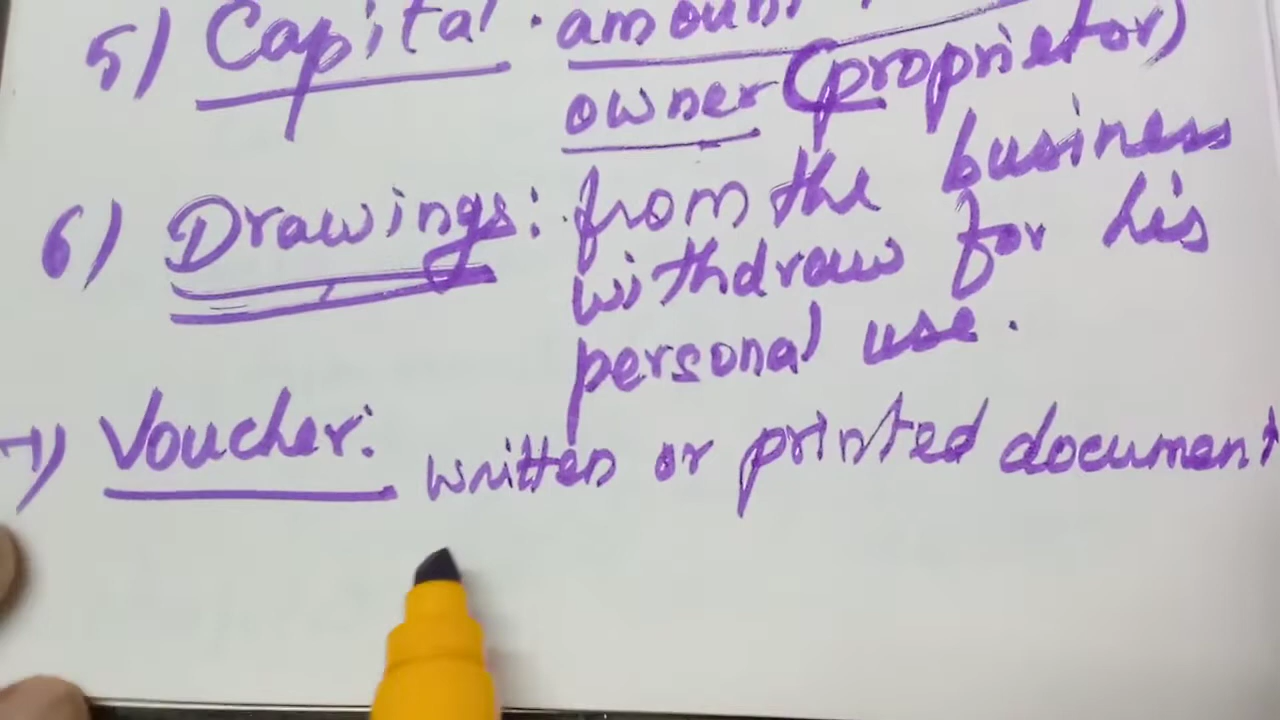 5) Capital. amount
owner (proprietor)
6) Drawings: from the business
withdraw for his
personal use.
7) Voucher: written or printed document